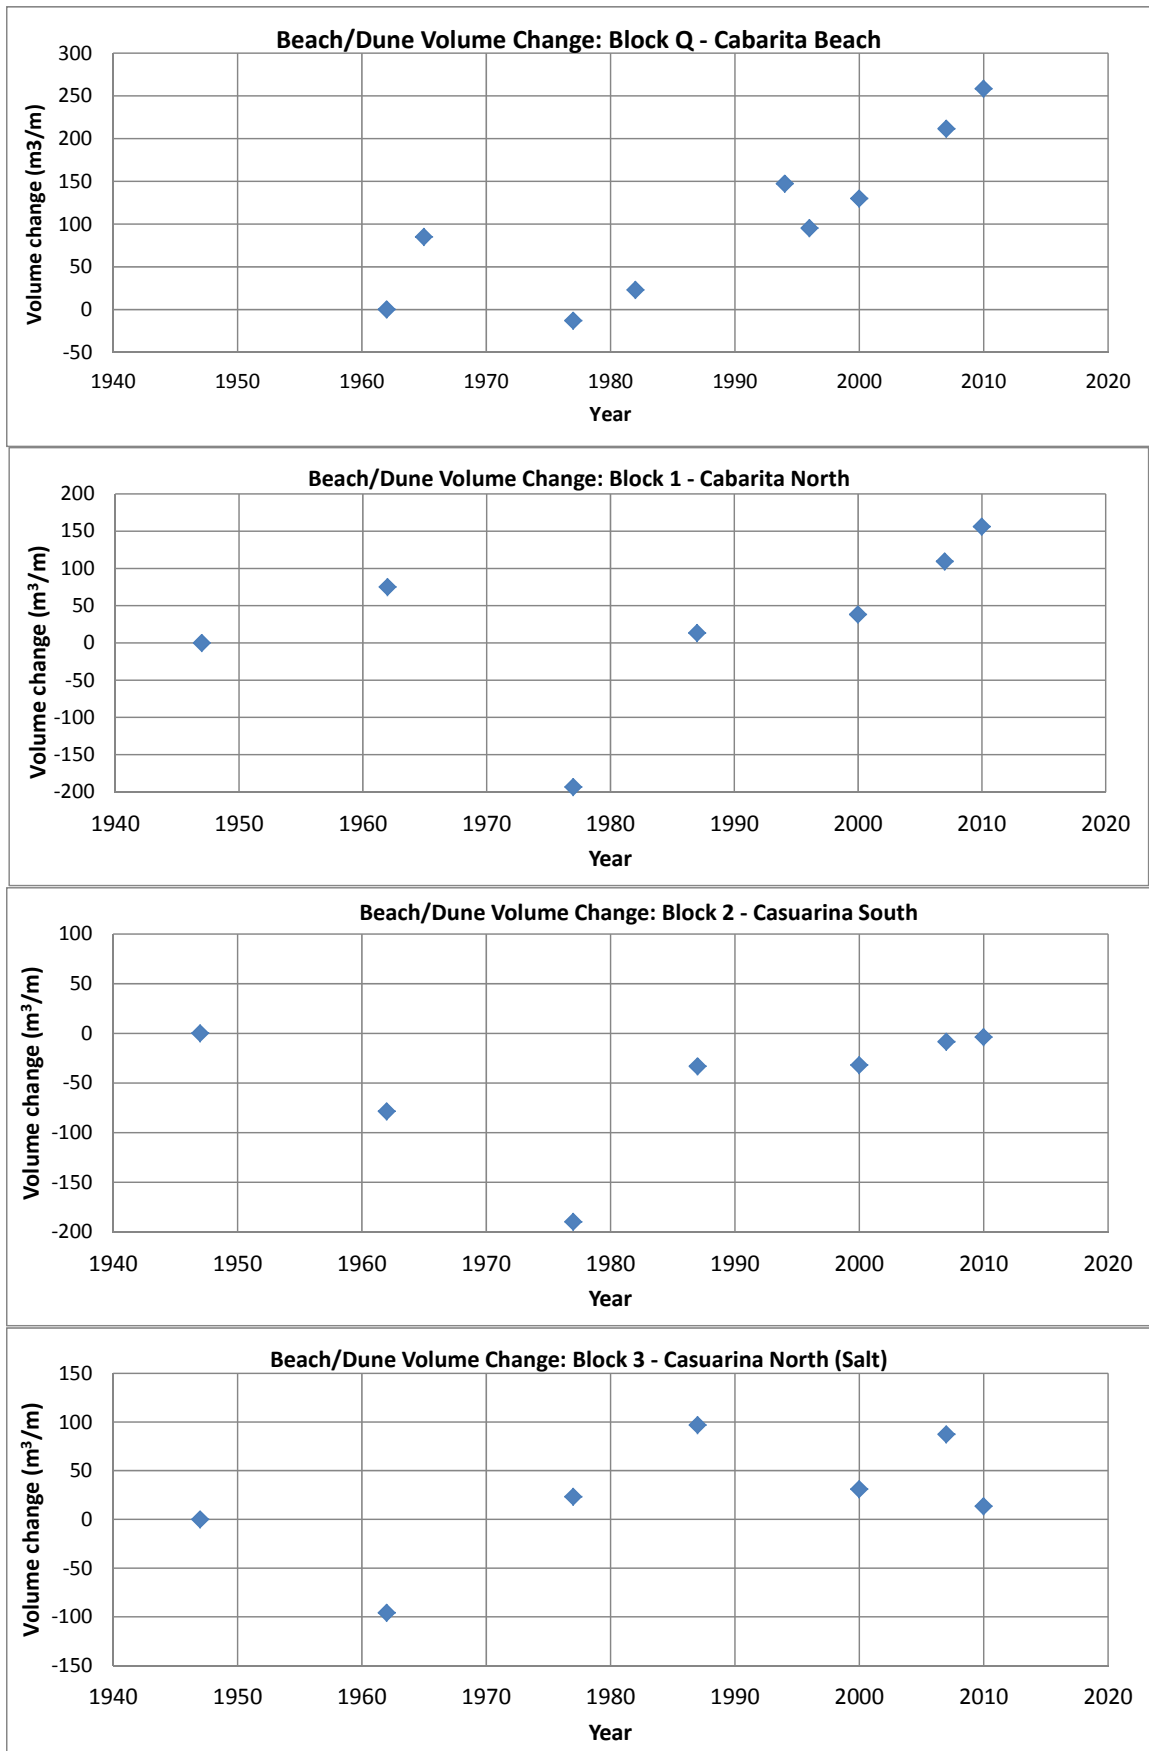 Beach/Dune Volume Change: Block Q - Cabarita Beach
Volume change (m3/m)
300
250
200
150
100
50
0
-50
1940 1950 1960 1970 1980 1990 2000 2010 2020
Year
Beach/Dune Volume Change: Block 1 - Cabarita North
Volume change (m³/m)
200
150
100
50
0
-50
-100
-150
-200
1940 1950 1960 1970 1980 1990 2000 2010 2020
Year
Beach/Dune Volume Change: Block 2 - Casuarina South
Volume change (m³/m)
100
50
0
-50
-100
-150
-200
1940 1950 1960 1970 1980 1990 2000 2010 2020
Year
Beach/Dune Volume Change: Block 3 - Casuarina North (Salt)
Volume change (m³/m)
150
100
50
0
-50
-100
-150
1940 1950 1960 1970 1980 1990 2000 2010 2020
Year